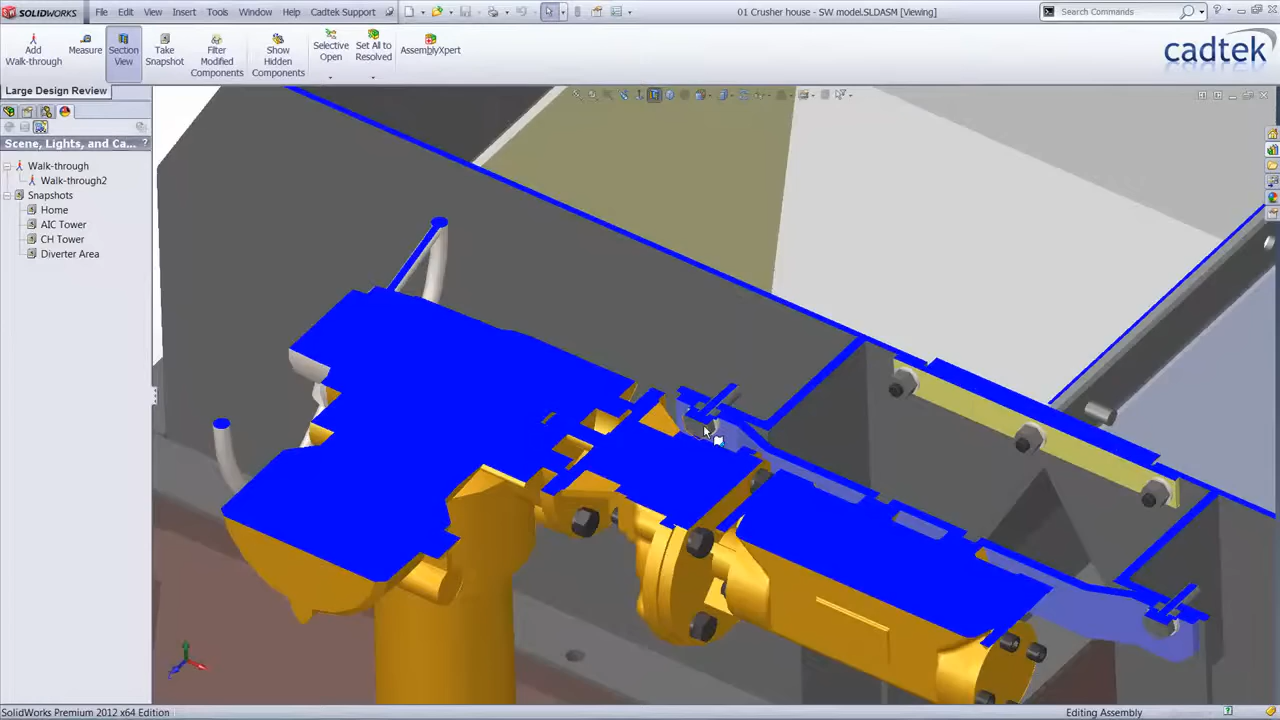 SOLIDWORKS File Edit View Insert Tools Window Help Cadtek Support 01 Crusher house - SW model.SLDASM [Viewing] Search Commands
Add Walk-through
Measure
Section View
Take Snapshot
Filter Modified Components
Show Hidden Components
Selective Open
Set All to Resolved
AssemblyXpert
cadtek
Large Design Review
Scene, Lights, and Ca... ?
Walk-through
Walk-through2
Snapshots
Home
AIC Tower
CH Tower
Diverter Area
SolidWorks Premium 2012 x64 Edition Editing Assembly